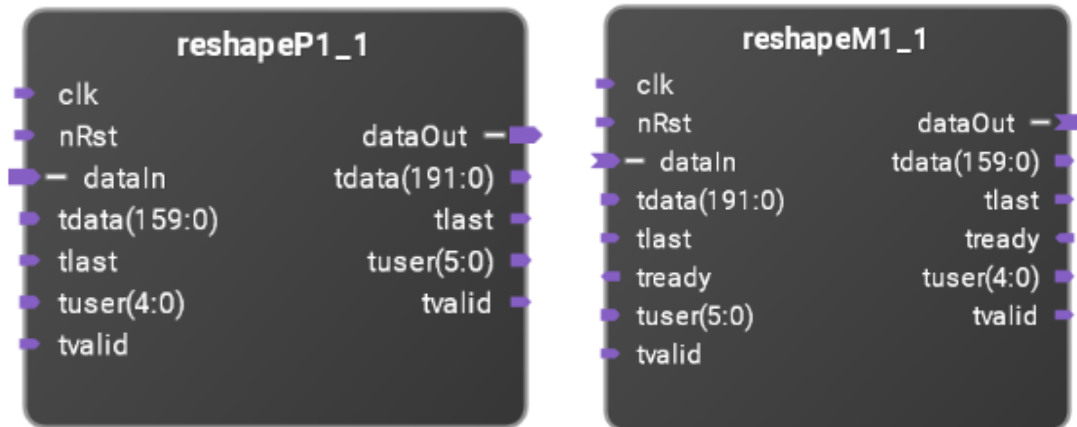 reshapeP1_1
clk
nRst
dataIn
tdata(159:0)
tlast
tuser(4:0)
tvalid
dataOut
tdata(191:0)
tlast
tuser(5:0)
tvalid
reshapeM1_1
clk
nRst
dataIn
tdata(191:0)
tlast
tready
tuser(5:0)
tvalid
dataOut
tdata(159:0)
tlast
tready
tuser(4:0)
tvalid